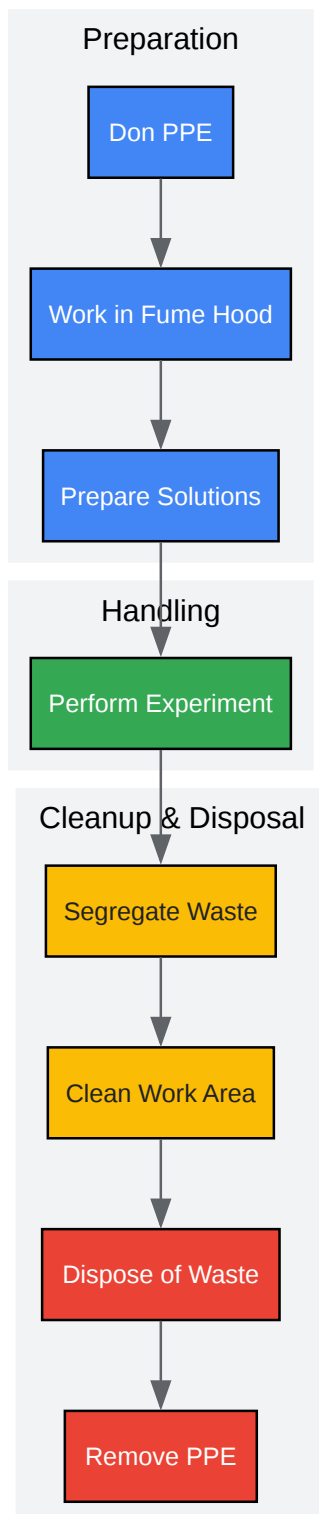 Preparation
Don PPE
Work in Fume Hood
Prepare Solutions
Handling
Perform Experiment
Cleanup & Disposal
Segregate Waste
Clean Work Area
Dispose of Waste
Remove PPE